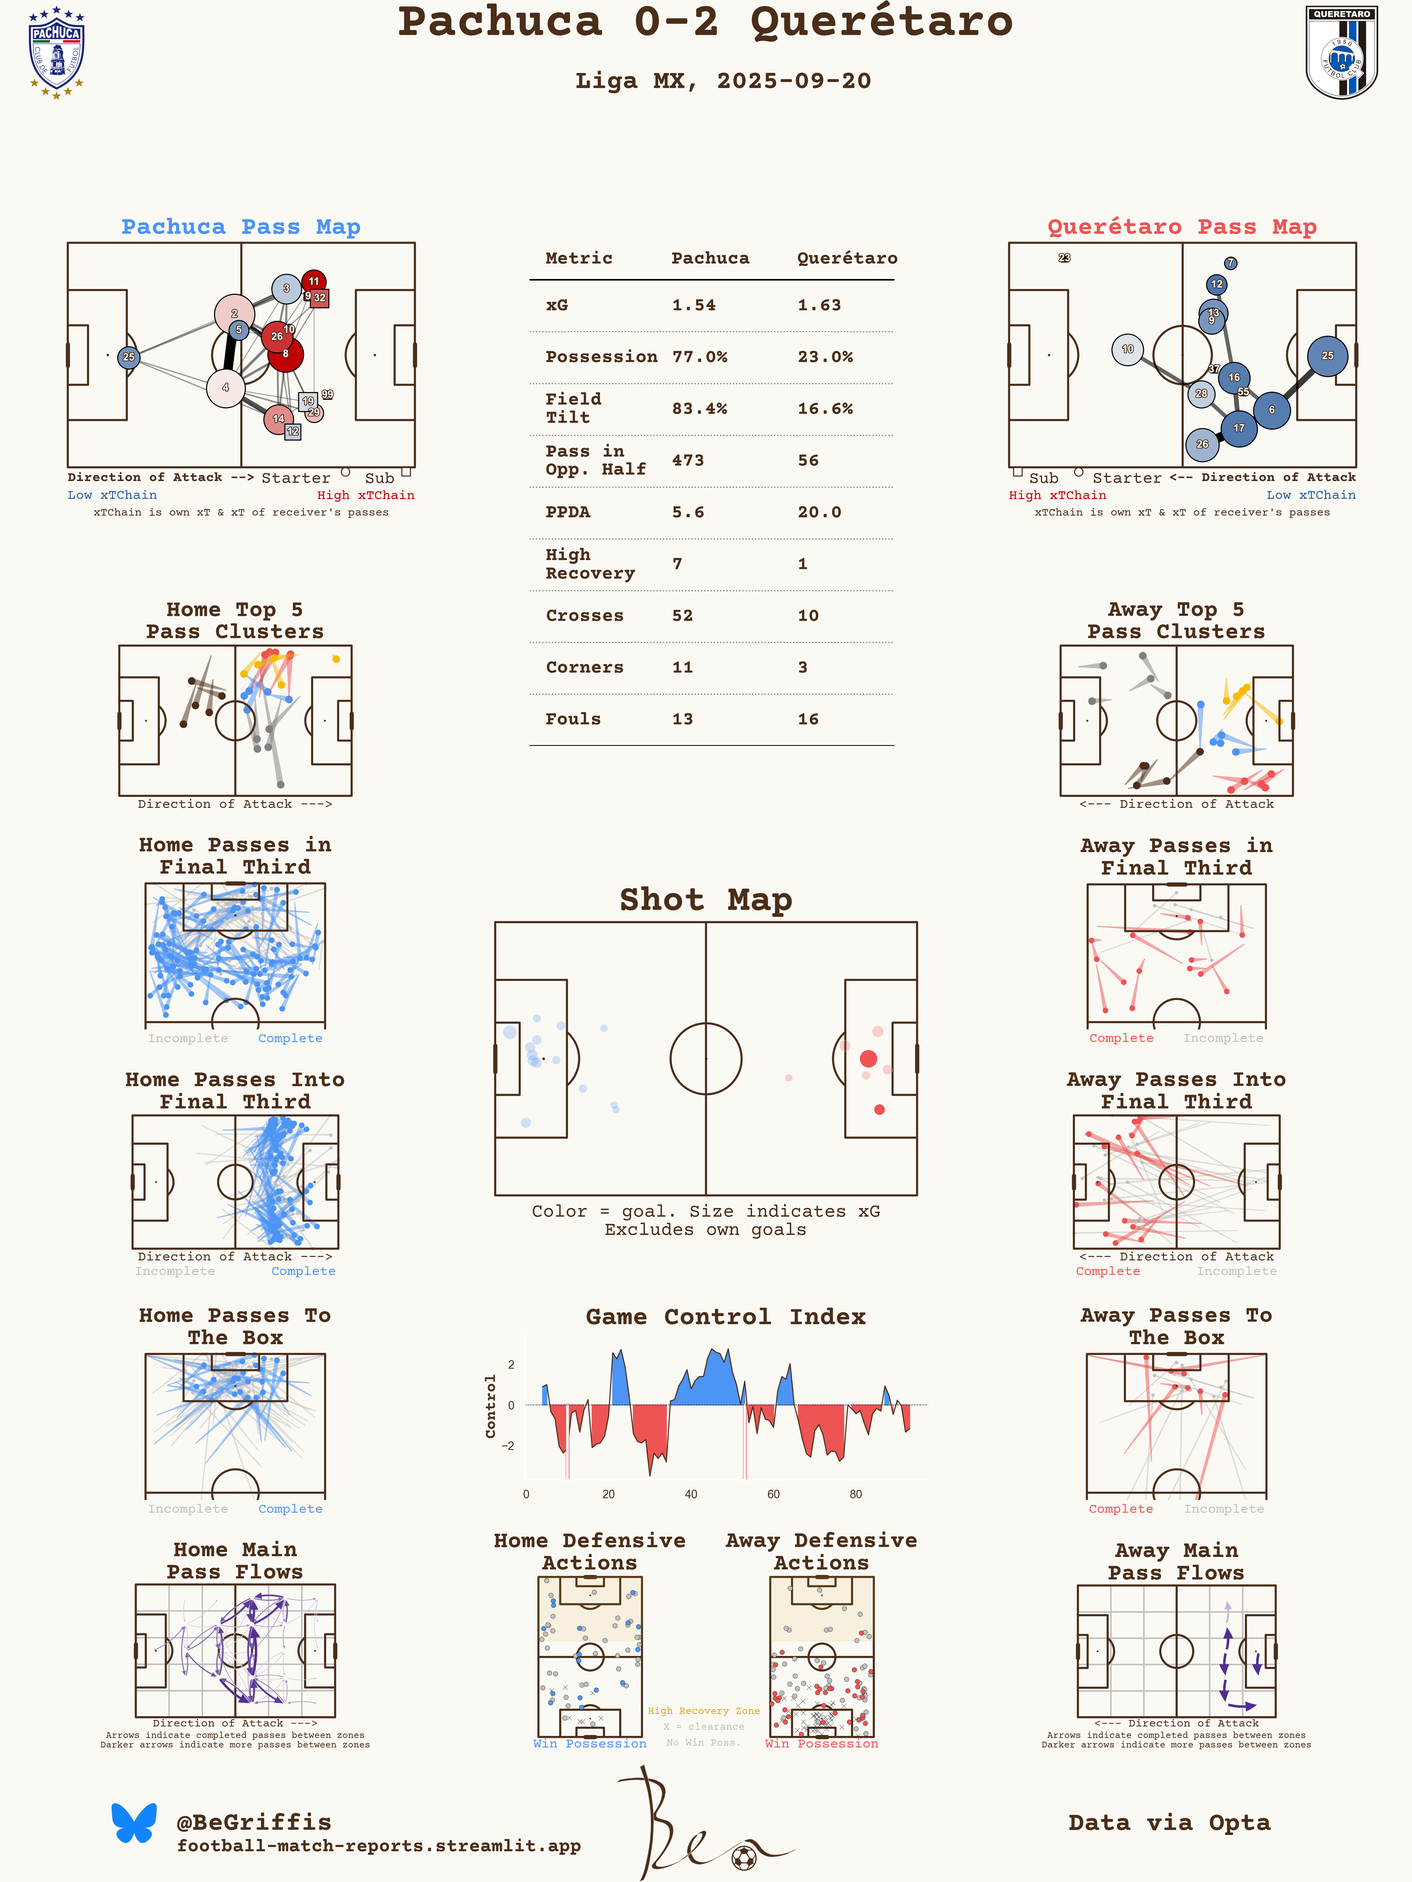 Pachuca 0-2 Querétaro
Liga MX, 2025-09-20
PACHUCA
CLUB DE FUTBOL
QUERETARO
1950
FUTBOL CLUB
Pachuca Pass Map
25
2
5
4
3
11
9
32
10
26
8
19
99
29
14
12
Direction of Attack --> Starter Sub
Low xTChain High xTChain
xTChain is own xT & xT of receiver's passes
Metric Pachuca Querétaro
xG 1.54 1.63
Possession 77.0% 23.0%
Field
Tilt 83.4% 16.6%
Pass in
Opp. Half 473 56
PPDA 5.6 20.0
High
Recovery 7 1
Crosses 52 10
Corners 11 3
Fouls 13 16
Querétaro Pass Map
23
7
12
13
9
10
37
16
55
28
25
6
17
26
Sub Starter <-- Direction of Attack
High xTChain Low xTChain
xTChain is own xT & xT of receiver's passes
Home Top 5
Pass Clusters
Direction of Attack --->
Away Top 5
Pass Clusters
<--- Direction of Attack
Home Passes in
Final Third
Incomplete Complete
Away Passes in
Final Third
Complete Incomplete
Shot Map
Color = goal. Size indicates xG
Excludes own goals
Home Passes Into
Final Third
Direction of Attack --->
Incomplete Complete
Away Passes Into
Final Third
<--- Direction of Attack
Complete Incomplete
Home Passes To
The Box
Incomplete Complete
Game Control Index
Control
2
0
−2
0 20 40 60 80
Away Passes To
The Box
Complete Incomplete
Home Main
Pass Flows
Direction of Attack --->
Arrows indicate completed passes between zones
Darker arrows indicate more passes between zones
Home Defensive
Actions
Win Possession
High Recovery Zone
X = clearance
No Win Poss.
Away Defensive
Actions
Win Possession
Away Main
Pass Flows
<--- Direction of Attack
Arrows indicate completed passes between zones
Darker arrows indicate more passes between zones
@BeGriffis
football-match-reports.streamlit.app
Ben
Data via Opta